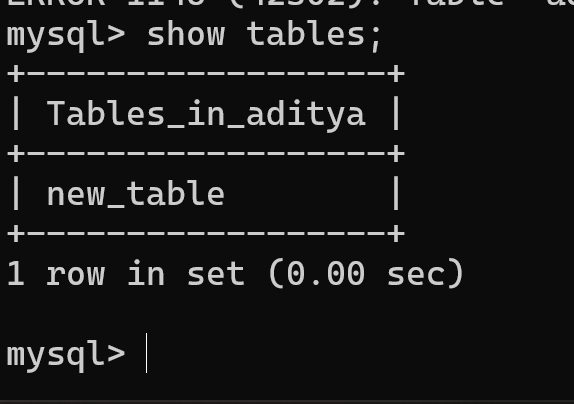 mysql> show tables;
+------------------+
| Tables_in_aditya |
+------------------+
| new_table        |
+------------------+
1 row in set (0.00 sec)
mysql>